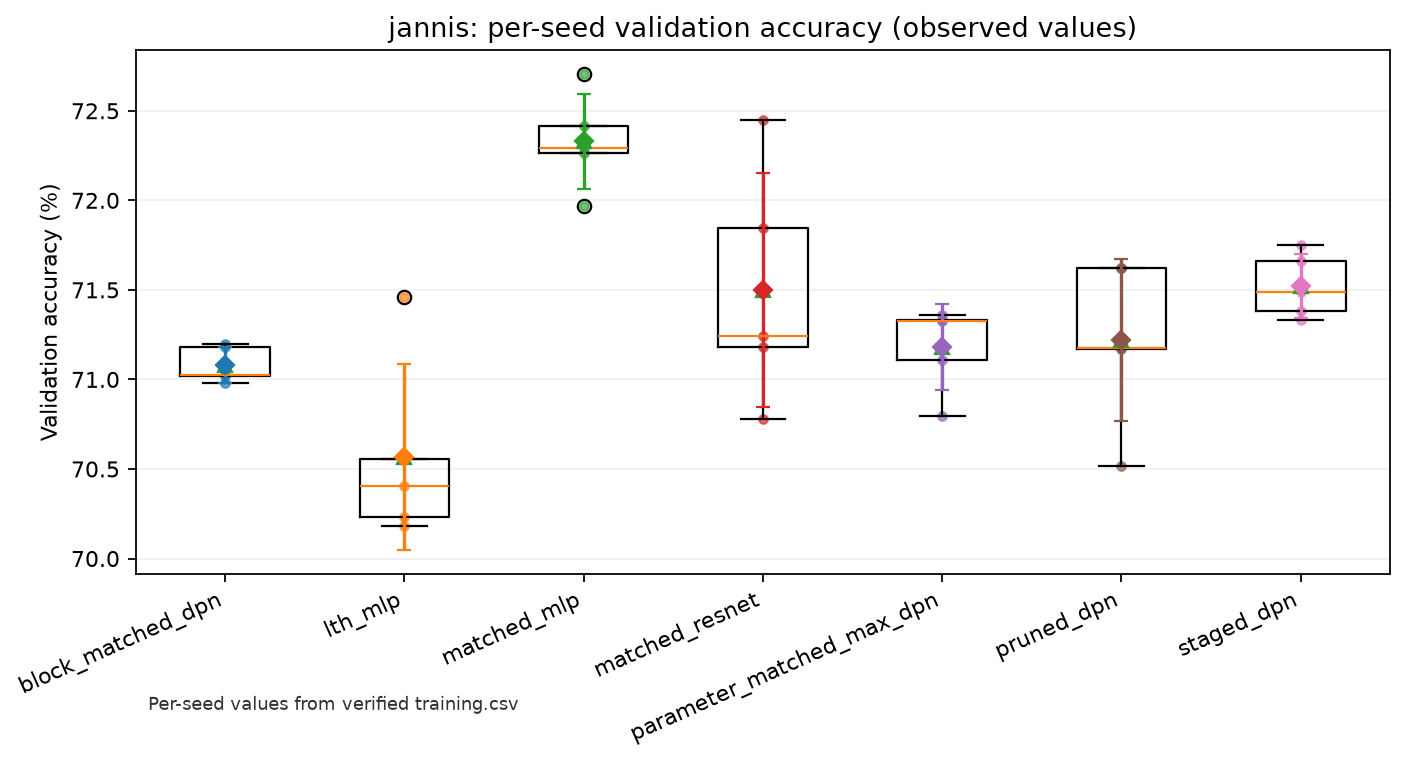 jannis: per-seed validation accuracy (observed values)
Validation accuracy (%)
72.5
72.0
71.5
71.0
70.5
70.0
block_matched_dpn
lth_mlp
matched_mlp
matched_resnet
parameter_matched_max_dpn
pruned_dpn
staged_dpn
Per-seed values from verified training.csv